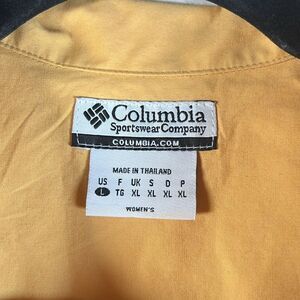 Columbia
Sportswear Company
COLUMBIA.COM
MADE IN THAILAND
US F UK S D P
L TG XL XL XL XL
WOMEN'S